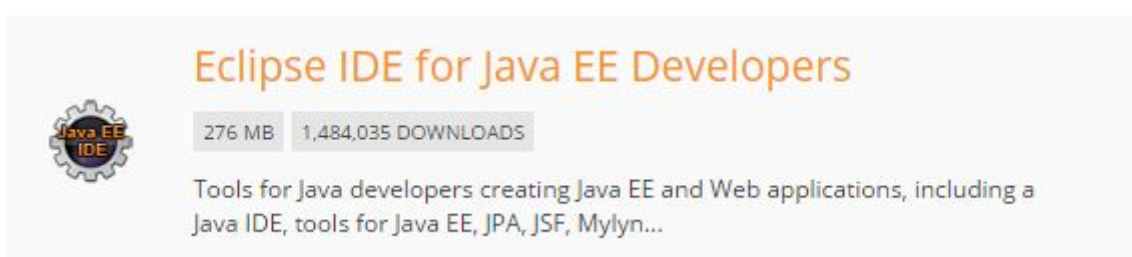 Eclipse IDE for Java EE Developers
276 MB 1,484,035 DOWNLOADS
Java EE
IDE
Tools for Java developers creating Java EE and Web applications, including a
Java IDE, tools for Java EE, JPA, JSF, Mylyn...